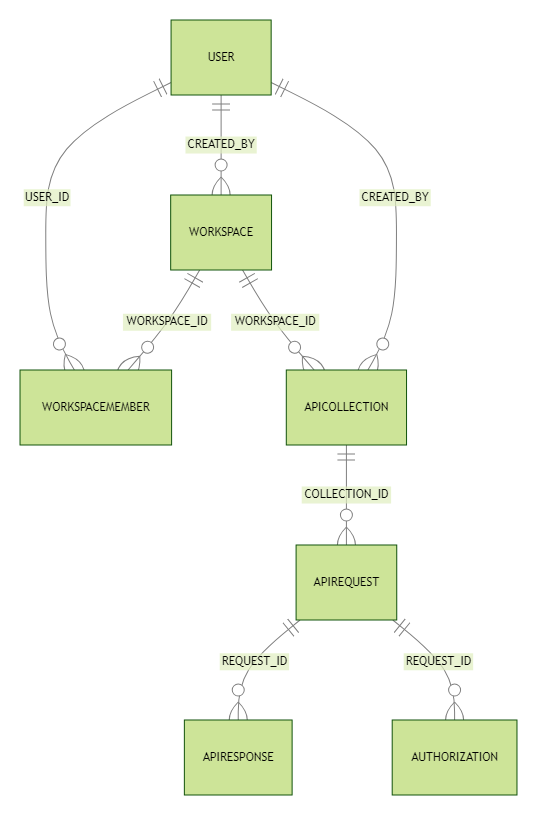 USER
CREATED_BY
USER_ID
CREATED_BY
WORKSPACE
WORKSPACE_ID
WORKSPACE_ID
WORKSPACEMEMBER
APICOLLECTION
COLLECTION_ID
APIREQUEST
REQUEST_ID
REQUEST_ID
APIRESPONSE
AUTHORIZATION